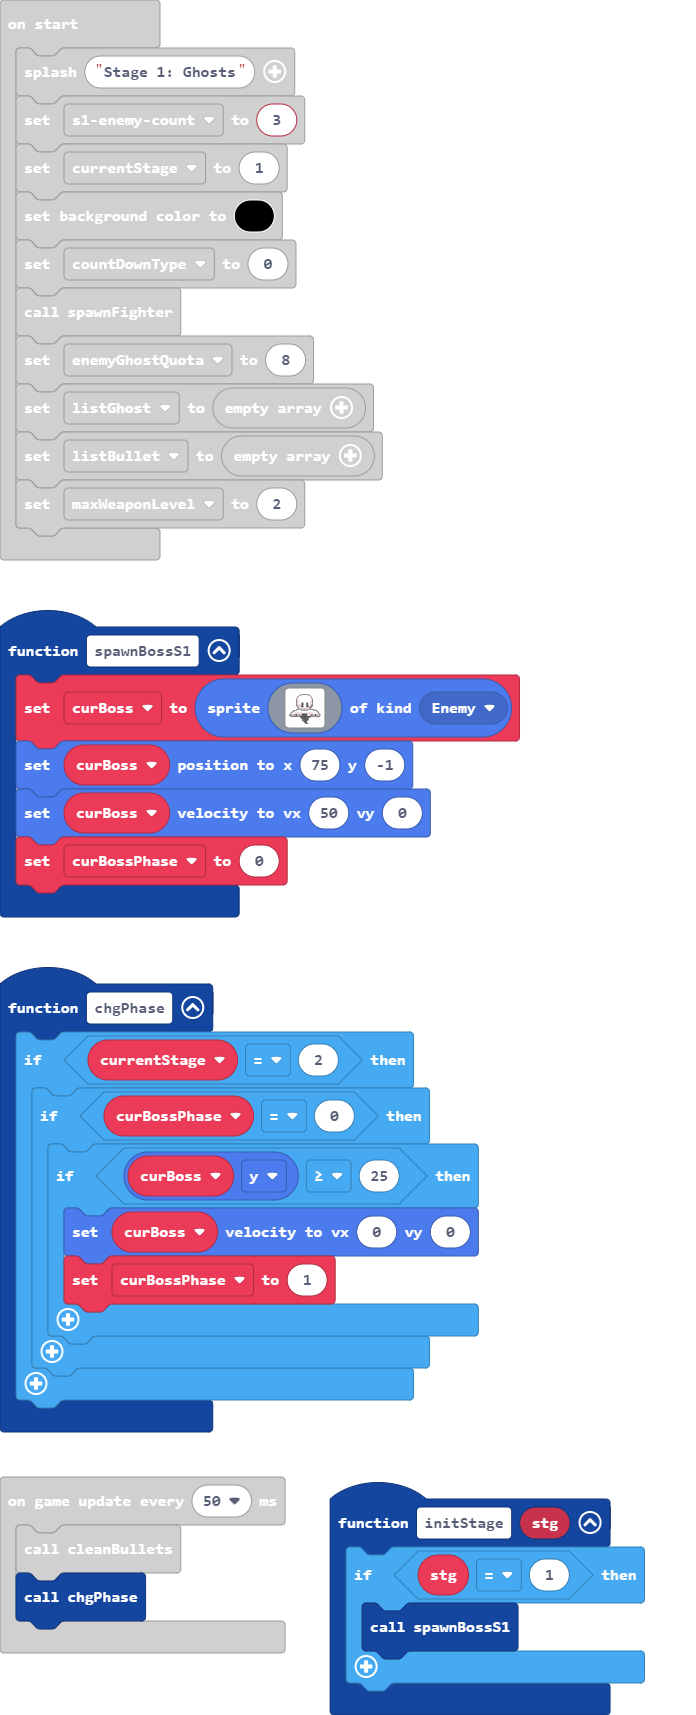 on start
splash "Stage 1: Ghosts"
set s1-enemy-count to 3
set currentStage to 1
set background color to
set countDownType to 0
call spawnFighter
set enemyGhostQuota to 8
set listGhost to empty array
set listBullet to empty array
set maxWeaponLevel to 2
function spawnBossS1
set curBoss to sprite of kind Enemy
set curBoss position to x 75 y -1
set curBoss velocity to vx 50 vy 0
set curBossPhase to 0
function chgPhase
if currentStage = 2 then
if curBossPhase = 0 then
if curBoss y ≥ 25 then
set curBoss velocity to vx 0 vy 0
set curBossPhase to 1
on game update every 50 ms
call cleanBullets
call chgPhase
function initStage stg
if stg = 1 then
call spawnBossS1